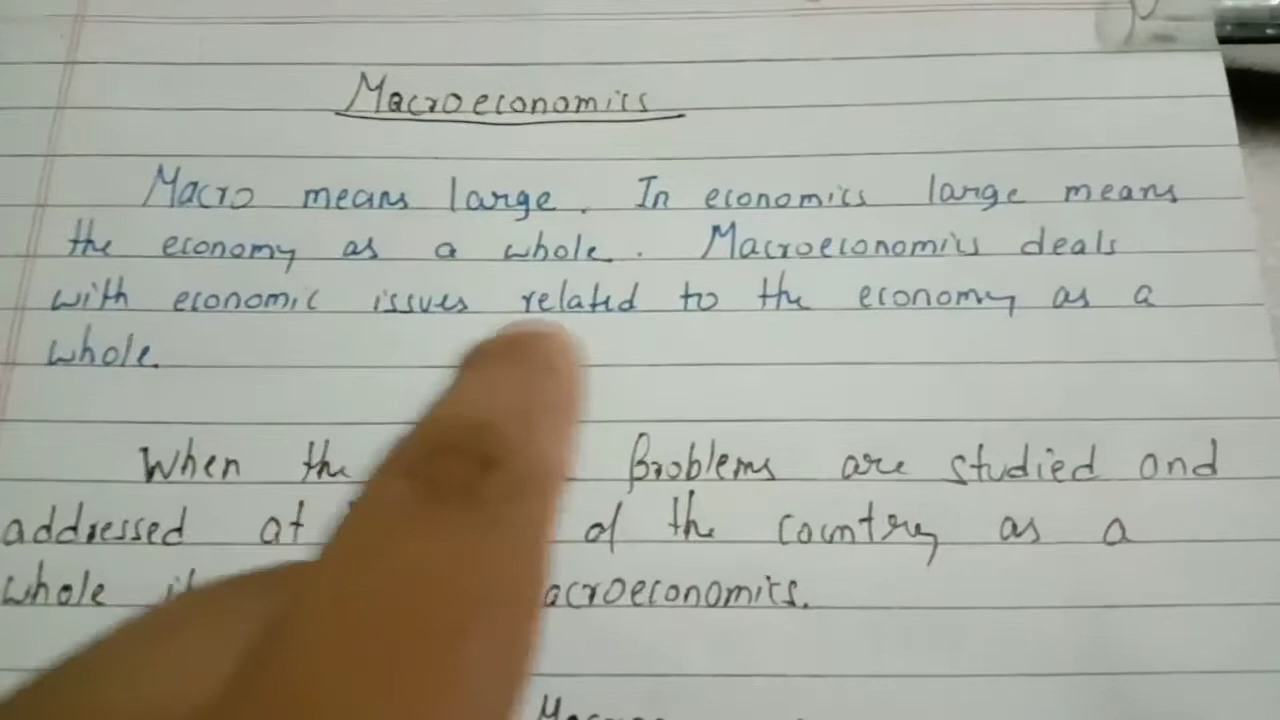 Macroeconomics
Macro means large. In economics large means
the economy as a whole. Macroeconomics deals
with economic issues related to the economy as a
whole.
When the Problems are studied and
addressed at of the country as a
whole acroeconomics.